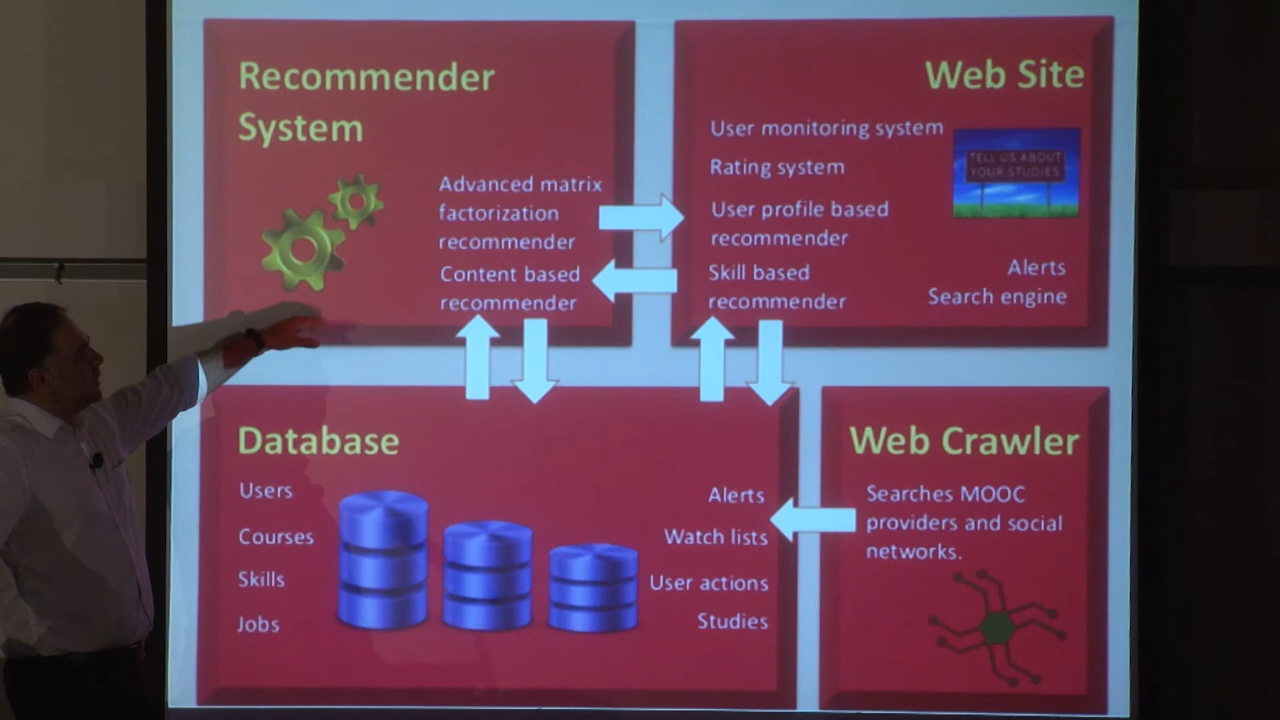 Recommender
System
Advanced matrix
factorization
recommender
Content based
recommender
Web Site
User monitoring system
Rating system
User profile based
recommender
Skill based
recommender
TELL US ABOUT
YOUR STUDIES
Alerts
Search engine
Database
Users
Courses
Skills
Jobs
Alerts
Watch lists
User actions
Studies
Web Crawler
Searches MOOC
providers and social
networks.